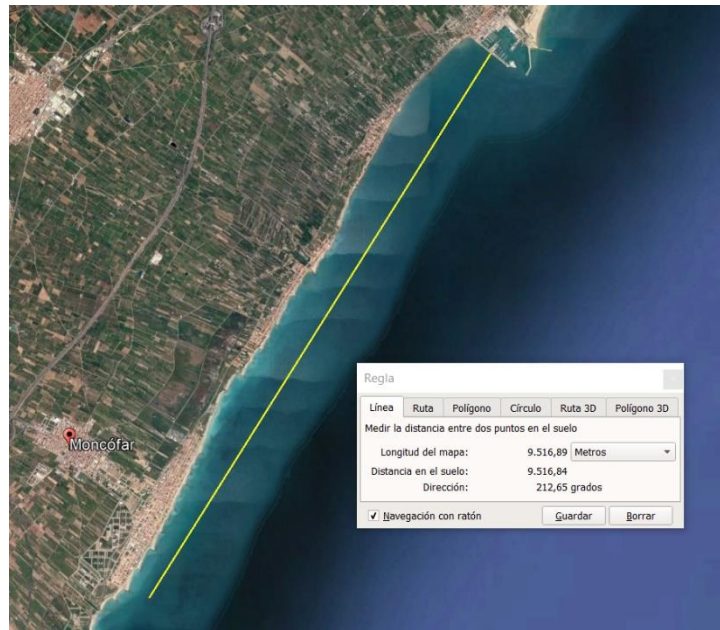 Moncófar
Regla
Línea Ruta Polígono Círculo Ruta 3D Polígono 3D
Medir la distancia entre dos puntos en el suelo
Longitud del mapa: 9.516,89 Metros
Distancia en el suelo: 9.516,84
Dirección: 212,65 grados
Navegación con ratón Guardar Borrar